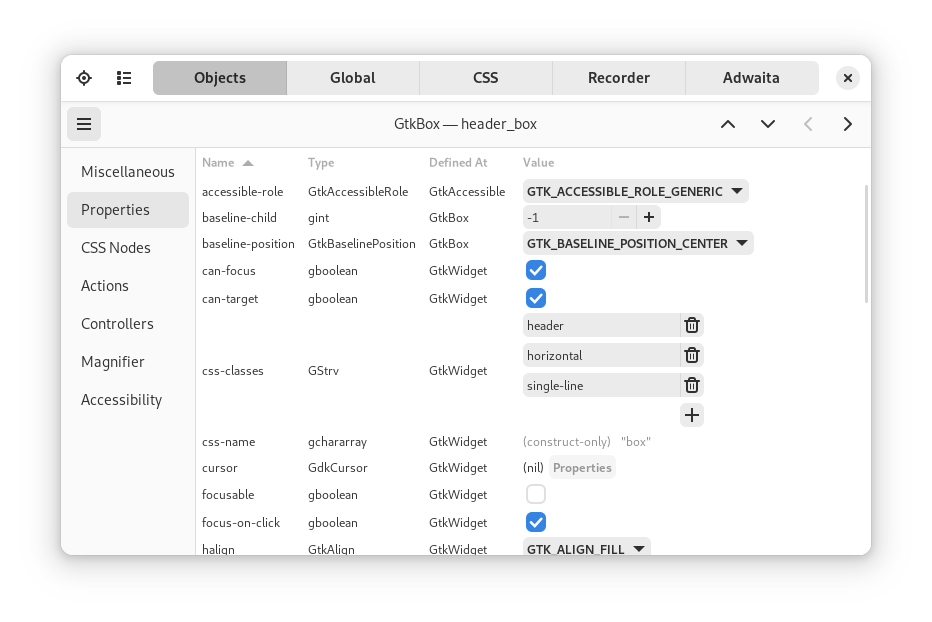 Objects Global CSS Recorder Adwaita
GtkBox — header_box
Miscellaneous
Properties
CSS Nodes
Actions
Controllers
Magnifier
Accessibility
Name Type Defined At Value
accessible-role GtkAccessibleRole GtkAccessible GTK_ACCESSIBLE_ROLE_GENERIC
baseline-child gint GtkBox -1
baseline-position GtkBaselinePosition GtkBox GTK_BASELINE_POSITION_CENTER
can-focus gboolean GtkWidget
can-target gboolean GtkWidget
css-classes GStrv GtkWidget
header
horizontal
single-line
css-name gchararray GtkWidget (construct-only) "box"
cursor GdkCursor GtkWidget (nil) Properties
focusable gboolean GtkWidget
focus-on-click gboolean GtkWidget
halign GtkAlign GtkWidget GTK_ALIGN_FILL